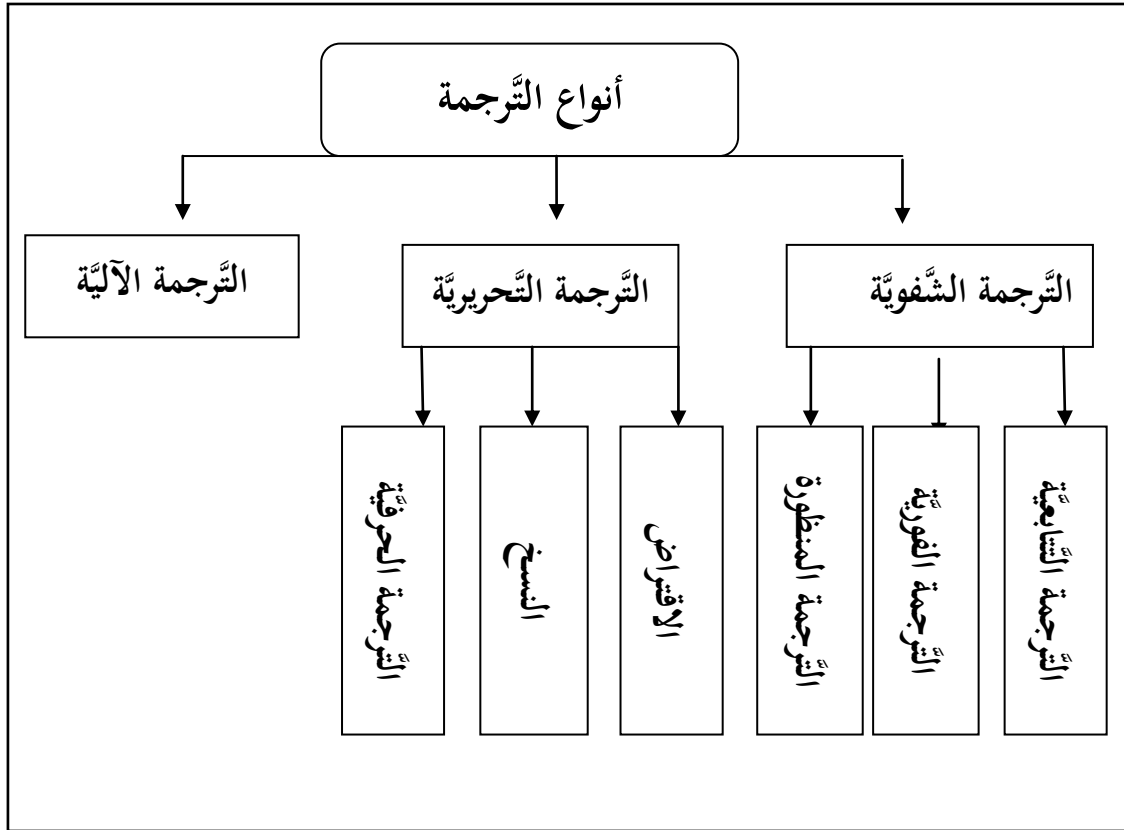 أنواع التَّرجمة
التَّرجمة الشَّفويَّة
التَّرجمة التَّحريريَّة
التَّرجمة الآليَّة
التَّرجمة التَّتابعيَّة
التَّرجمة الفوريَّة
التَّرجمة المنظورة
الاقتراض
النسخ
التَّرجمة الحرفيَّة